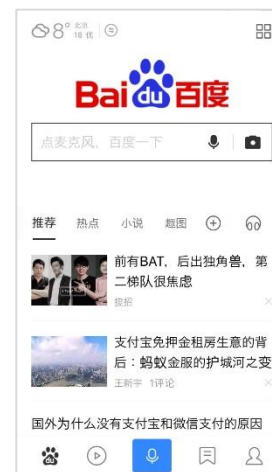 8° 北京
18 优
Bai du 百度
点麦克风，百度一下
推荐 热点 小说 趣图
前有BAT，后出独角兽，第
二梯队很焦虑
提招
支付宝免押金租房生意的背
后：蚂蚁金服的护城河之变
王新宇 1评论
国外为什么没有支付宝和微信支付的原因